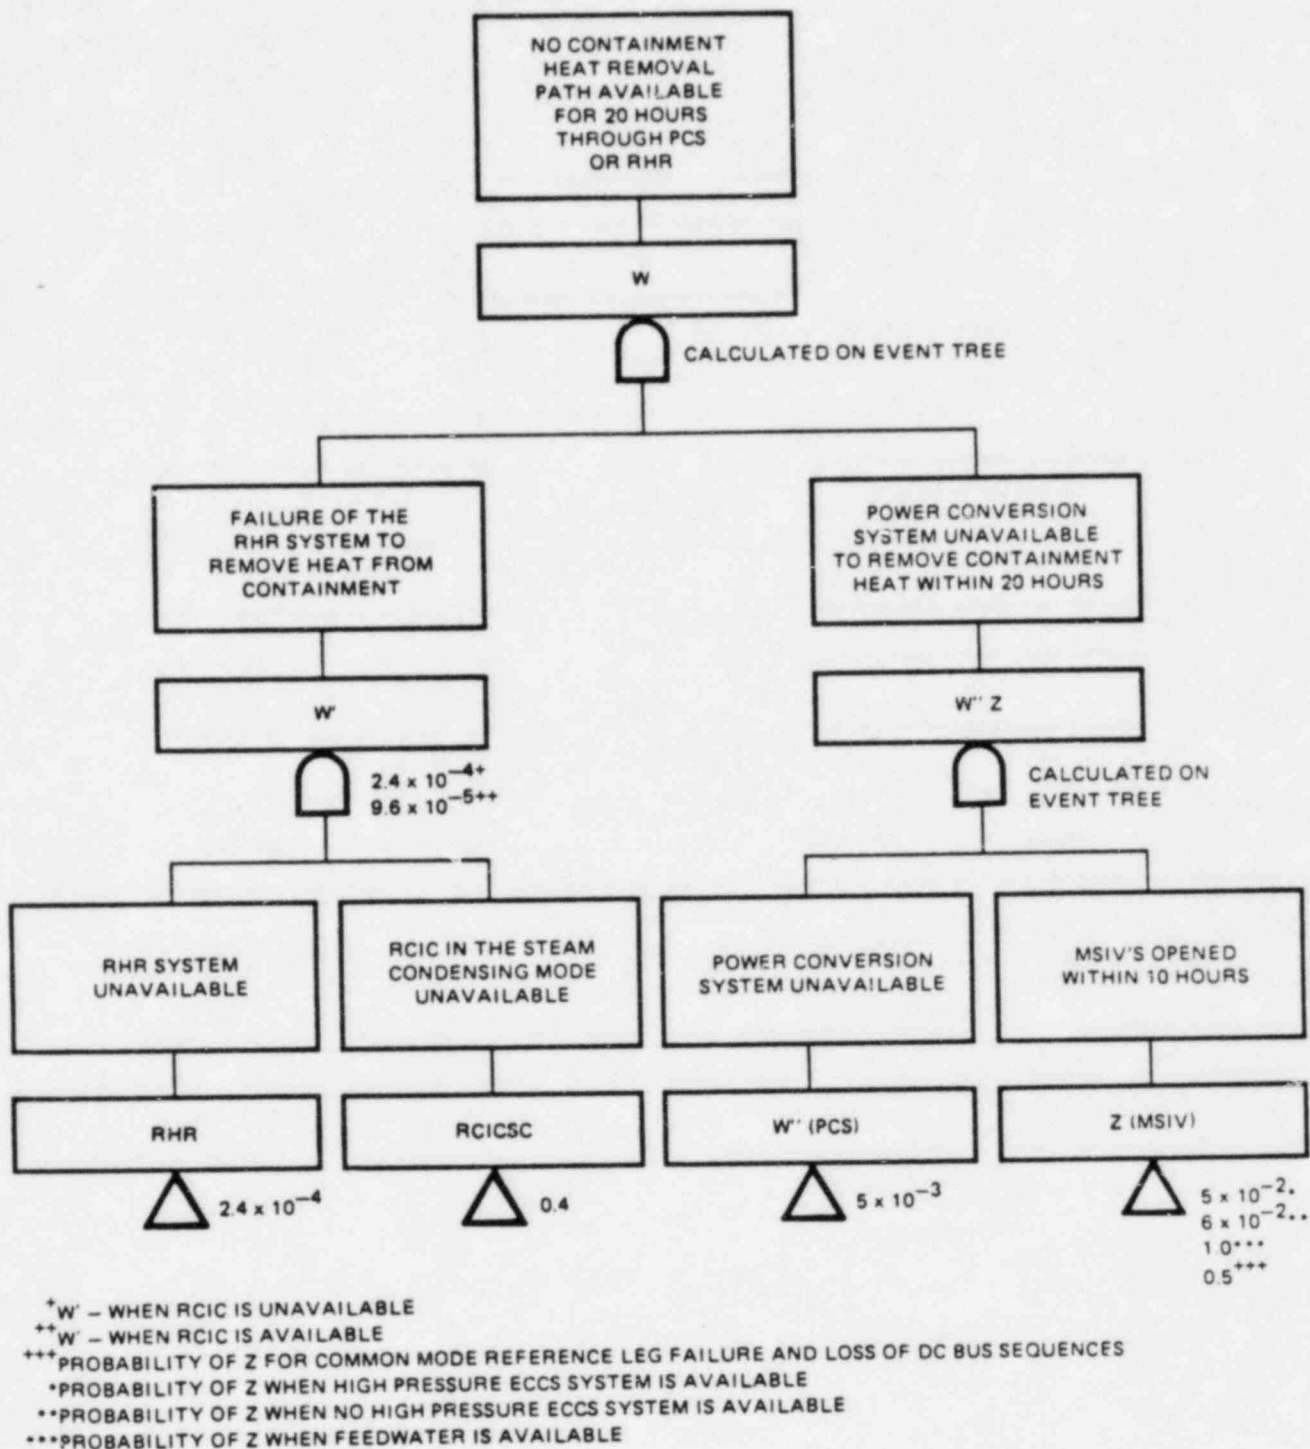 NO CONTAINMENT
HEAT REMOVAL
PATH AVAILABLE
FOR 20 HOURS
THROUGH PCS
OR RHR
W
CALCULATED ON EVENT TREE
FAILURE OF THE
RHR SYSTEM TO
REMOVE HEAT FROM
CONTAINMENT
POWER CONVERSION
SYSTEM UNAVAILABLE
TO REMOVE CONTAINMENT
HEAT WITHIN 20 HOURS
W'
W'' Z
2.4 x 10⁻⁴⁺
9.6 x 10⁻⁵⁺⁺
CALCULATED ON
EVENT TREE
RHR SYSTEM
UNAVAILABLE
RCIC IN THE STEAM
CONDENSING MODE
UNAVAILABLE
POWER CONVERSION
SYSTEM UNAVAILABLE
MSIV'S OPENED
WITHIN 10 HOURS
RHR
RCICSC
W'' (PCS)
Z (MSIV)
2.4 x 10⁻⁴
0.4
5 x 10⁻³
5 x 10⁻²*
6 x 10⁻²**
1.0***
0.5⁺⁺⁺
⁺W' – WHEN RCIC IS UNAVAILABLE
⁺⁺W' – WHEN RCIC IS AVAILABLE
⁺⁺⁺PROBABILITY OF Z FOR COMMON MODE REFERENCE LEG FAILURE AND LOSS OF DC BUS SEQUENCES
*PROBABILITY OF Z WHEN HIGH PRESSURE ECCS SYSTEM IS AVAILABLE
**PROBABILITY OF Z WHEN NO HIGH PRESSURE ECCS SYSTEM IS AVAILABLE
***PROBABILITY OF Z WHEN FEEDWATER IS AVAILABLE